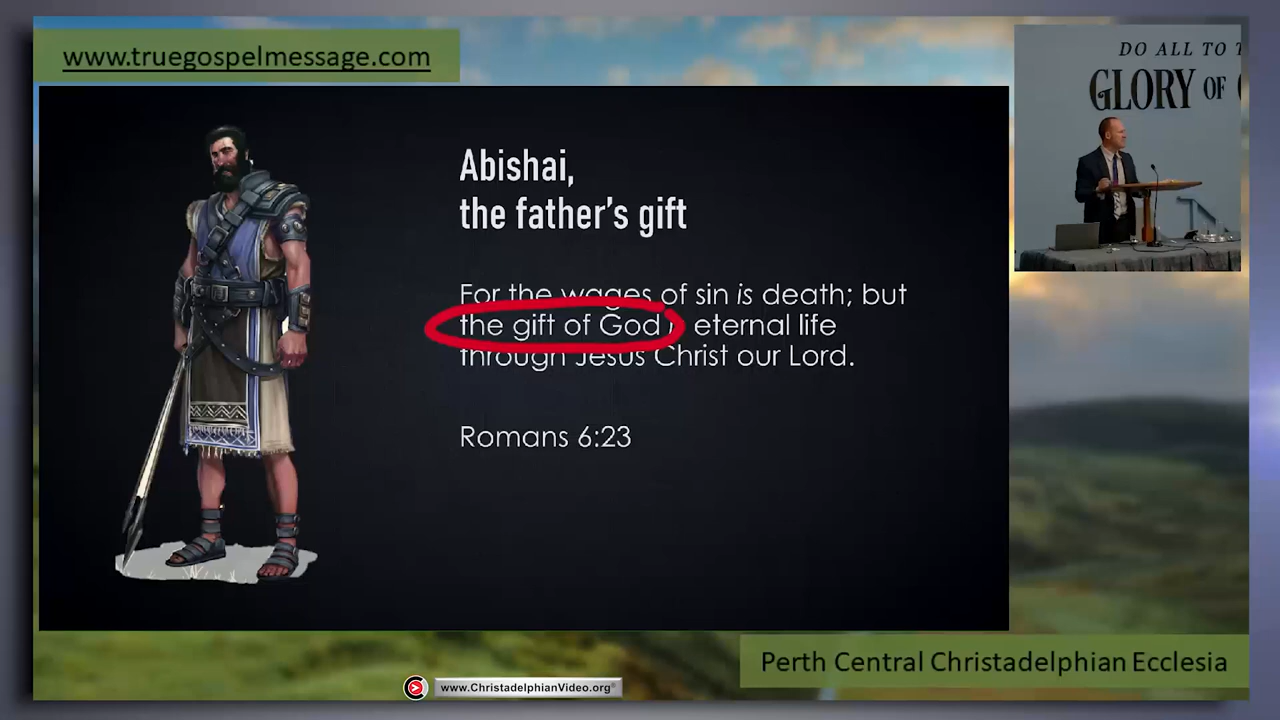 www.truegospelmessage.com
DO ALL TO
GLORY OF
Abishai,
the father's gift
For the wages of sin is death; but
the gift of God eternal life
through Jesus Christ our Lord.
Romans 6:23
Perth Central Christadelphian Ecclesia
www.ChristadelphianVideo.org